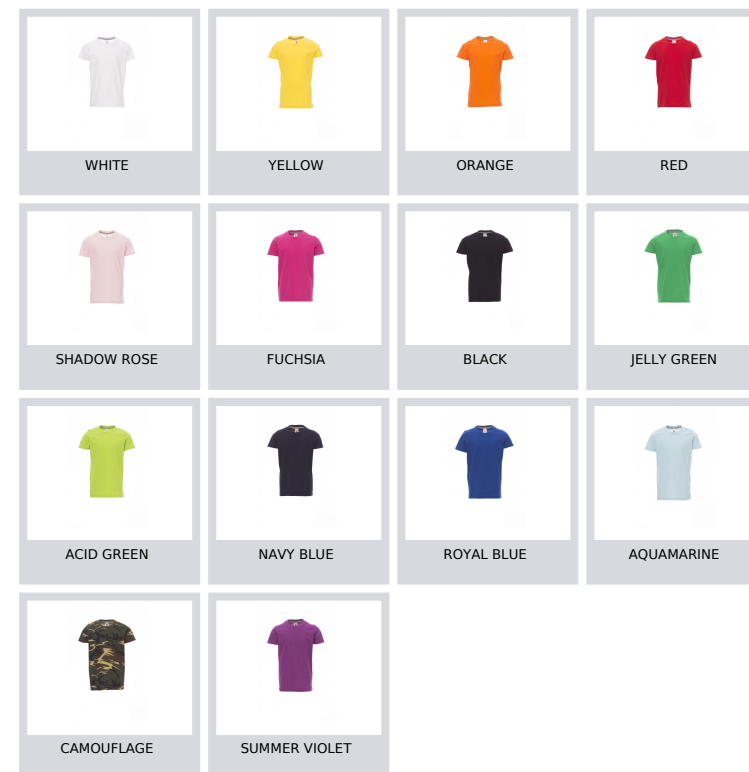 WHITE
YELLOW
ORANGE
RED
SHADOW ROSE
FUCHSIA
BLACK
JELLY GREEN
ACID GREEN
NAVY BLUE
ROYAL BLUE
AQUAMARINE
CAMOUFLAGE
SUMMER VIOLET